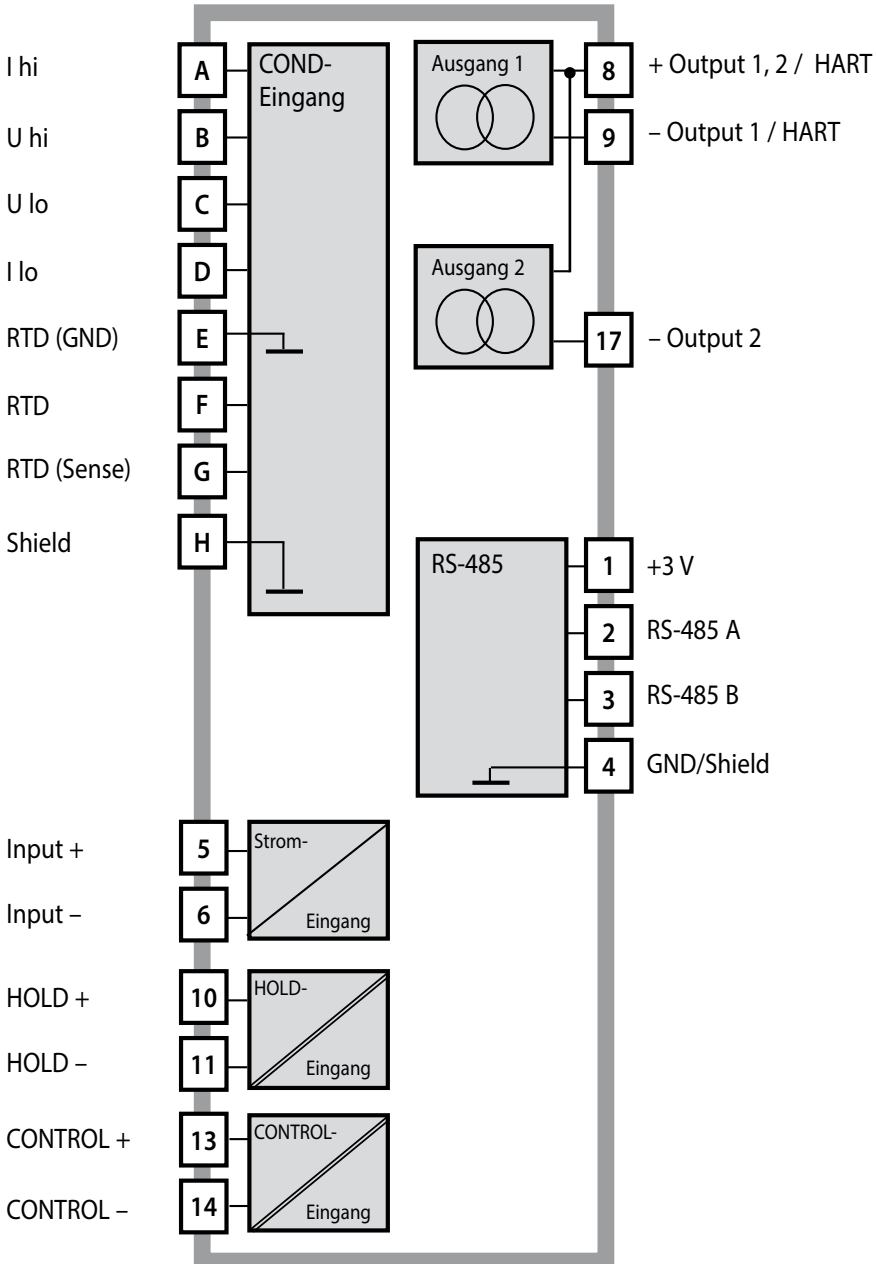 I hi
A
COND-
Eingang
U hi
B
U lo
C
I lo
D
RTD (GND)
E
RTD
F
RTD (Sense)
G
Shield
H
Ausgang 1
8
+ Output 1, 2 / HART
9
– Output 1 / HART
Ausgang 2
17
– Output 2
RS-485
1
+3 V
2
RS-485 A
3
RS-485 B
4
GND/Shield
Input +
5
Strom-
Input –
6
Eingang
HOLD +
10
HOLD-
HOLD –
11
Eingang
CONTROL +
13
CONTROL-
CONTROL –
14
Eingang